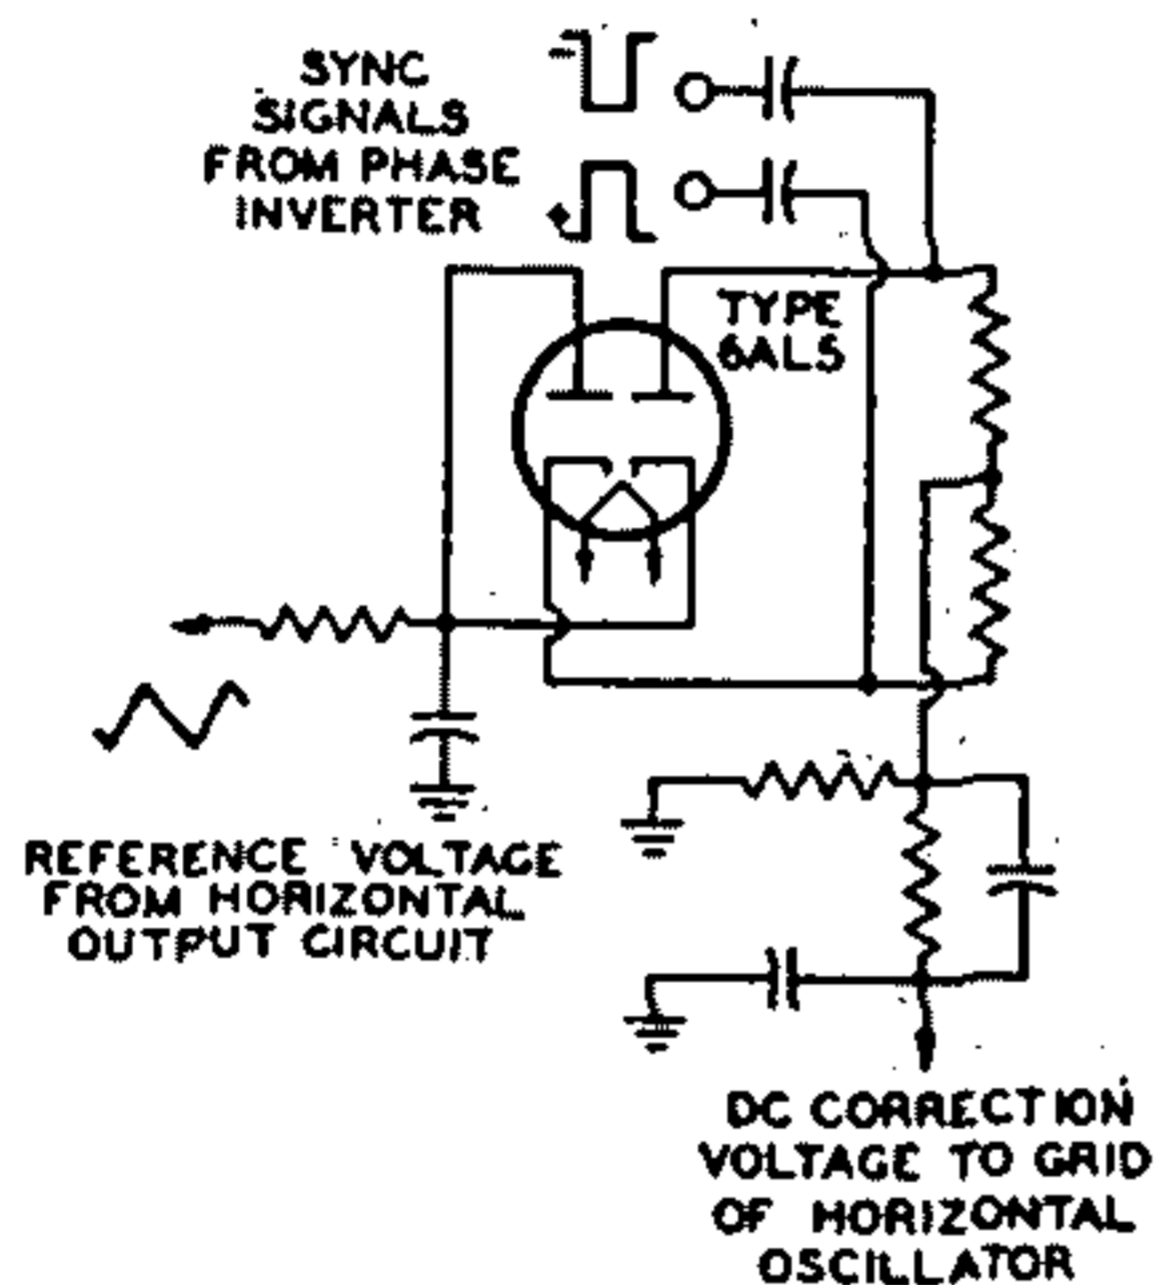 SYNC
SIGNALS
FROM PHASE
INVERTER
TYPE
6AL5
REFERENCE VOLTAGE
FROM HORIZONTAL
OUTPUT CIRCUIT
DC CORRECTION
VOLTAGE TO GRID
OF HORIZONTAL
OSCILLATOR